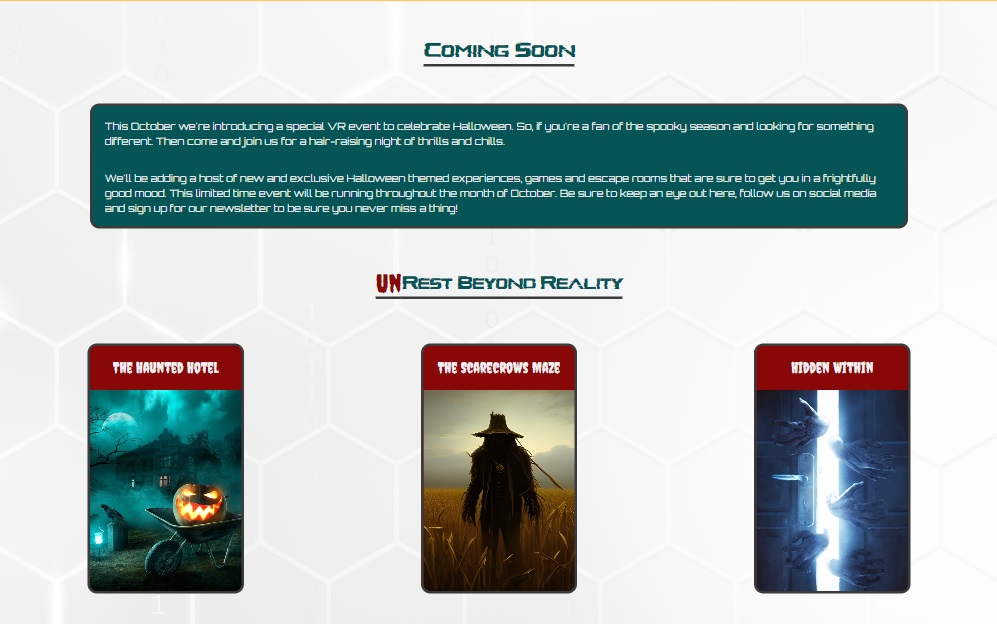 Coming Soon
This October we're introducing a special VR event to celebrate Halloween. So, if you're a fan of the spooky season and looking for something
different. Then come and join us for a hair-raising night of thrills and chills.
We'll be adding a host of new and exclusive Halloween themed experiences, games and escape rooms that are sure to get you in a frightfully
good mood. This limited time event will be running throughout the month of October. Be sure to keep an eye out here, follow us on social media
and sign up for our newsletter to be sure you never miss a thing!
UNRest Beyond Reality
THE HAUNTED HOTEL
THE SCARECROWS MAZE
HIDDEN WITHIN